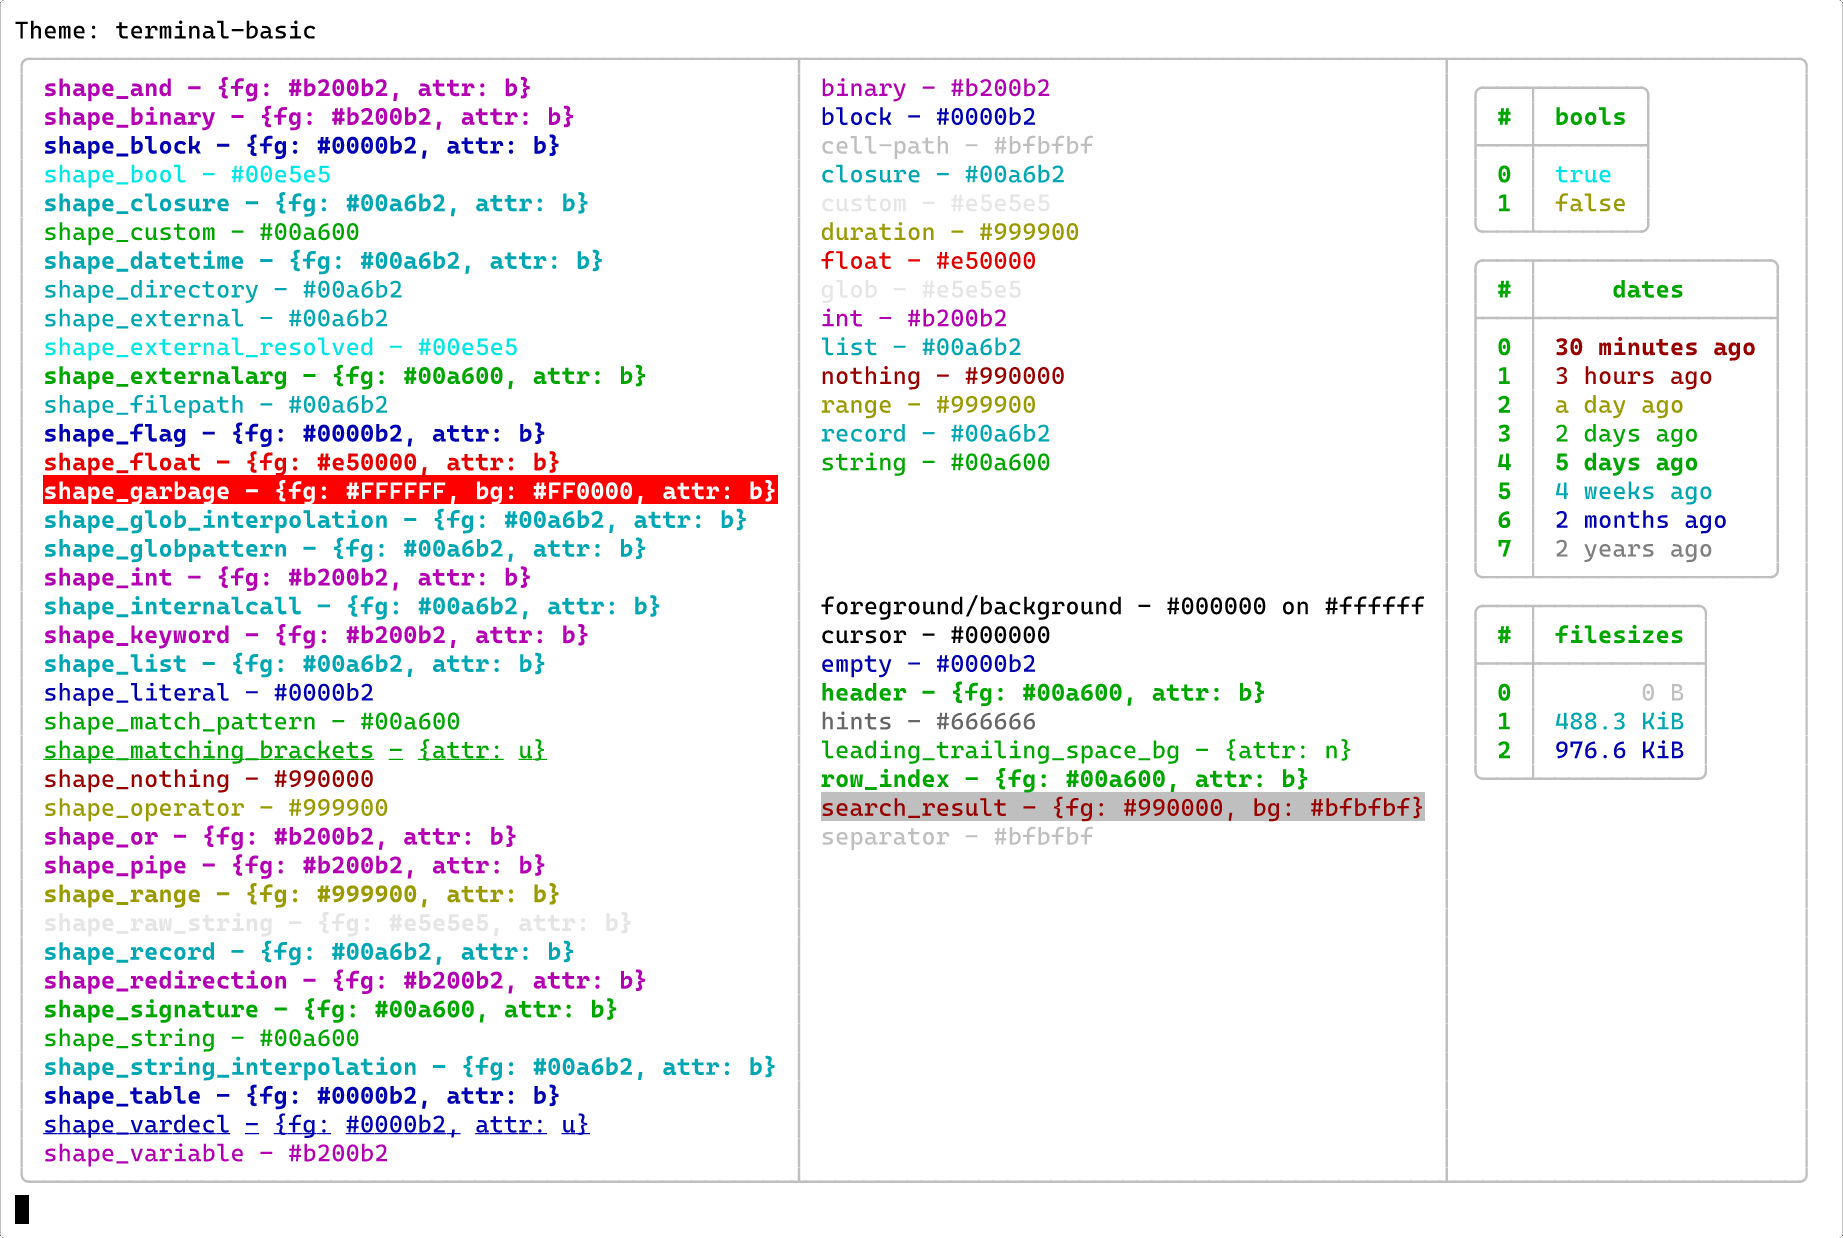 Theme: terminal-basic
shape_and - {fg: #b200b2, attr: b}
shape_binary - {fg: #b200b2, attr: b}
shape_block - {fg: #0000b2, attr: b}
shape_bool - #00e5e5
shape_closure - {fg: #00a6b2, attr: b}
shape_custom - #00a600
shape_datetime - {fg: #00a6b2, attr: b}
shape_directory - #00a6b2
shape_external - #00a6b2
shape_external_resolved - #00e5e5
shape_externalarg - {fg: #00a600, attr: b}
shape_filepath - #00a6b2
shape_flag - {fg: #0000b2, attr: b}
shape_float - {fg: #e50000, attr: b}
shape_garbage - {fg: #FFFFFF, bg: #FF0000, attr: b}
shape_glob_interpolation - {fg: #00a6b2, attr: b}
shape_globpattern - {fg: #00a6b2, attr: b}
shape_int - {fg: #b200b2, attr: b}
shape_internalcall - {fg: #00a6b2, attr: b}
shape_keyword - {fg: #b200b2, attr: b}
shape_list - {fg: #00a6b2, attr: b}
shape_literal - #0000b2
shape_match_pattern - #00a600
shape_matching_brackets - {attr: u}
shape_nothing - #990000
shape_operator - #999900
shape_or - {fg: #b200b2, attr: b}
shape_pipe - {fg: #b200b2, attr: b}
shape_range - {fg: #999900, attr: b}
shape_raw_string - {fg: #e5e5e5, attr: b}
shape_record - {fg: #00a6b2, attr: b}
shape_redirection - {fg: #b200b2, attr: b}
shape_signature - {fg: #00a600, attr: b}
shape_string - #00a600
shape_string_interpolation - {fg: #00a6b2, attr: b}
shape_table - {fg: #0000b2, attr: b}
shape_vardecl - {fg: #0000b2, attr: u}
shape_variable - #b200b2
binary - #b200b2
block - #0000b2
cell-path - #bfbfbf
closure - #00a6b2
custom - #e5e5e5
duration - #999900
float - #e50000
glob - #e5e5e5
int - #b200b2
list - #00a6b2
nothing - #990000
range - #999900
record - #00a6b2
string - #00a600
foreground/background - #000000 on #ffffff
cursor - #000000
empty - #0000b2
header - {fg: #00a600, attr: b}
hints - #666666
leading_trailing_space_bg - {attr: n}
row_index - {fg: #00a600, attr: b}
search_result - {fg: #990000, bg: #bfbfbf}
separator - #bfbfbf
# bools
0 true
1 false
# dates
0 30 minutes ago
1 3 hours ago
2 a day ago
3 2 days ago
4 5 days ago
5 4 weeks ago
6 2 months ago
7 2 years ago
# filesizes
0 0 B
1 488.3 KiB
2 976.6 KiB